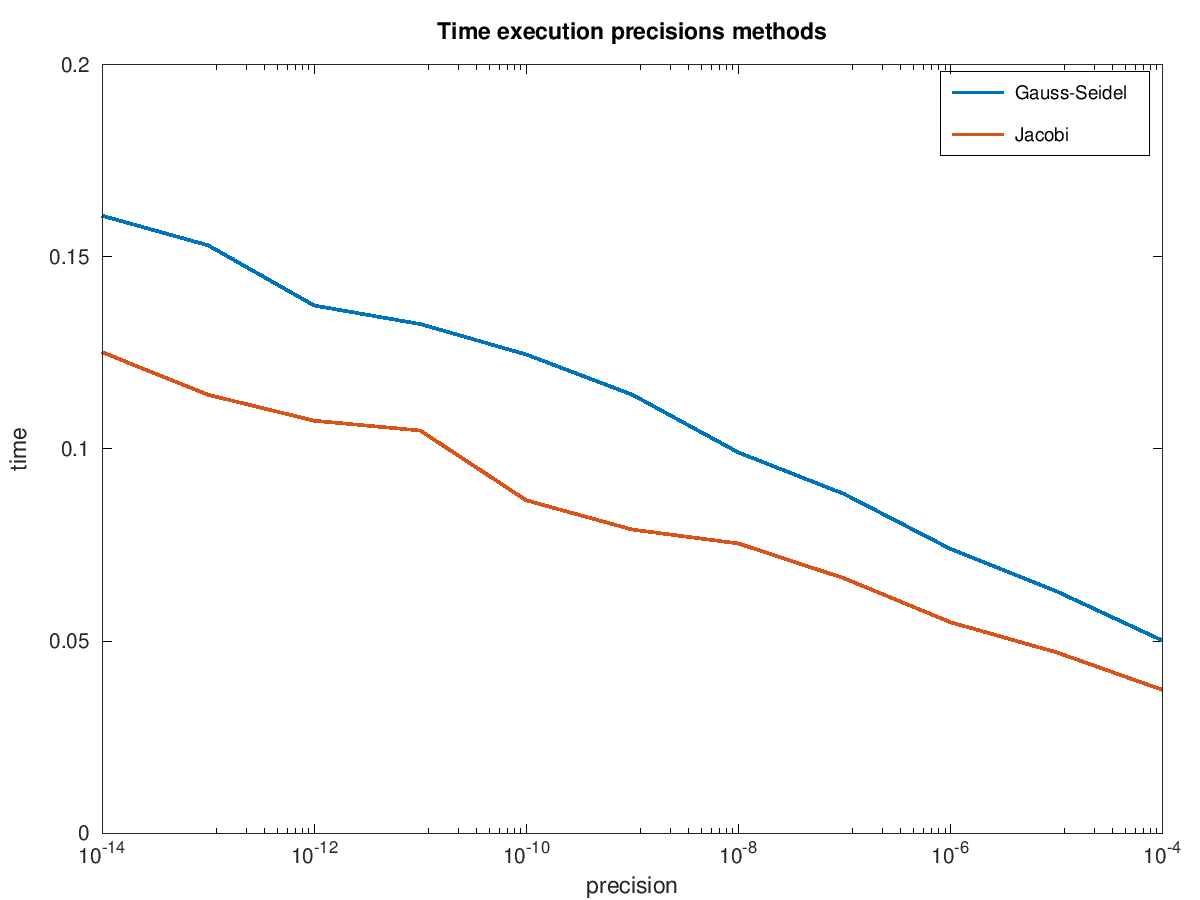 Time execution precisions methods
Gauss-Seidel
Jacobi
0.2
0.15
0.1
0.05
0
time
10^-14 10^-12 10^-10 10^-8 10^-6 10^-4
precision